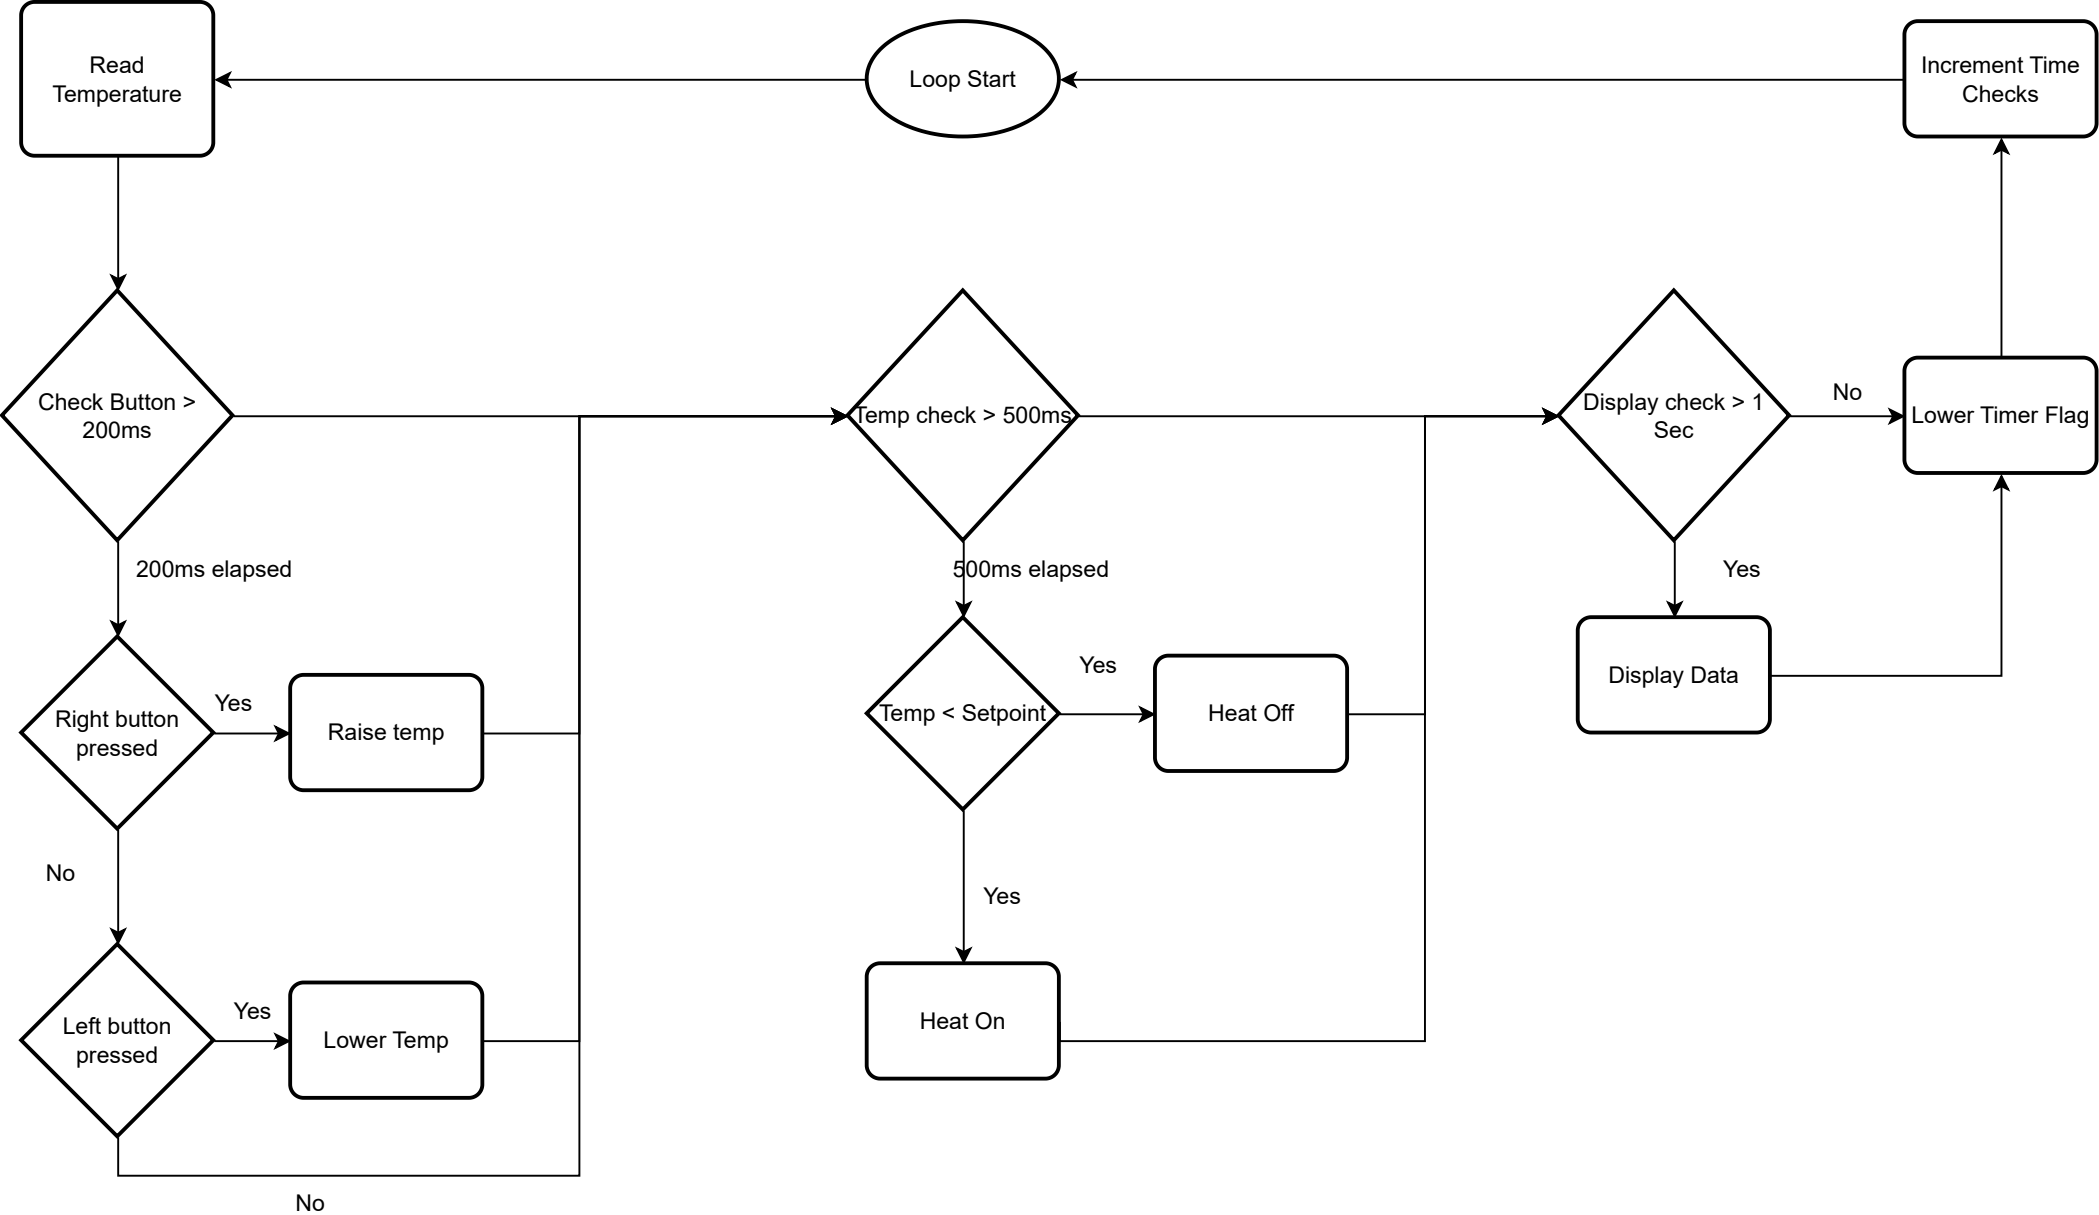 Read
Temperature
Loop Start
Increment Time
Checks
Check Button >
200ms
Temp check > 500ms
Display check > 1
Sec
No
Lower Timer Flag
200ms elapsed
500ms elapsed
Yes
Right button
pressed
Yes
Raise temp
Temp < Setpoint
Yes
Heat Off
Display Data
No
Yes
Left button
pressed
Yes
Lower Temp
Heat On
No